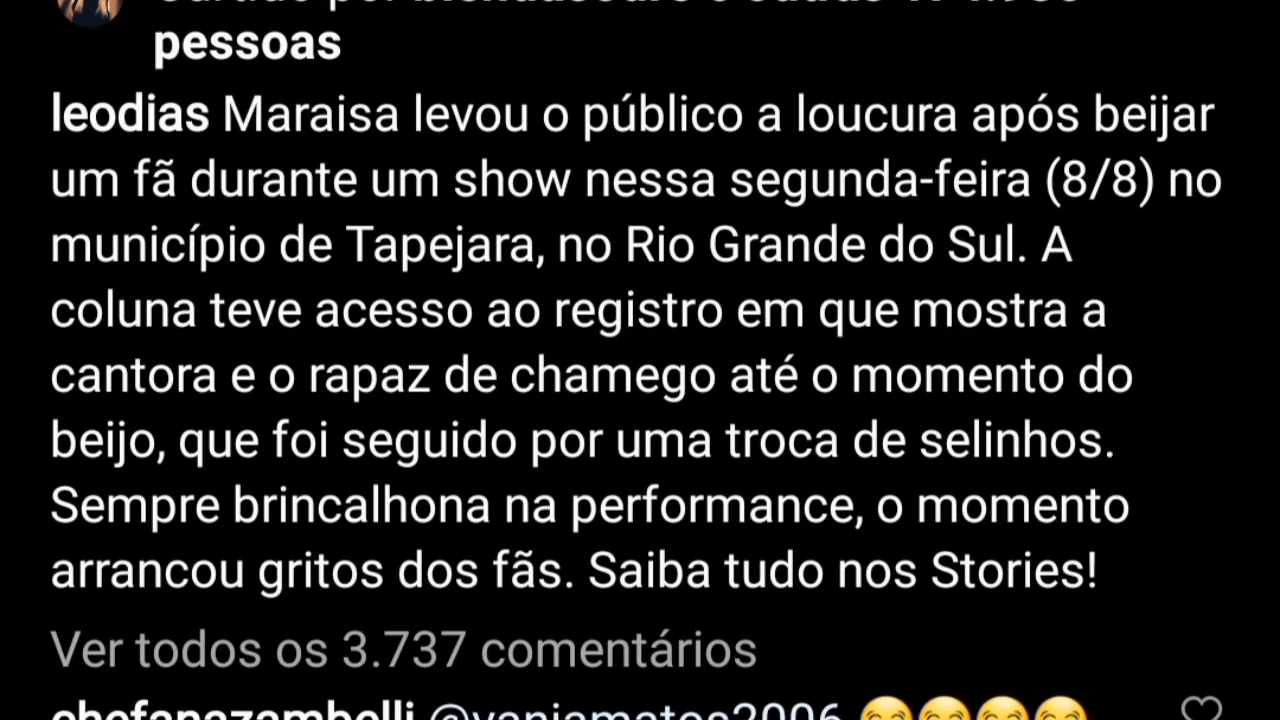 pessoas
leodias Maraisa levou o público a loucura após beijar
um fã durante um show nessa segunda-feira (8/8) no
município de Tapejara, no Rio Grande do Sul. A
coluna teve acesso ao registro em que mostra a
cantora e o rapaz de chamego até o momento do
beijo, que foi seguido por uma troca de selinhos.
Sempre brincalhona na performance, o momento
arrancou gritos dos fãs. Saiba tudo nos Stories!
Ver todos os 3.737 comentários
chefanazambelli @vaniamatos2006 😂😂😂😂